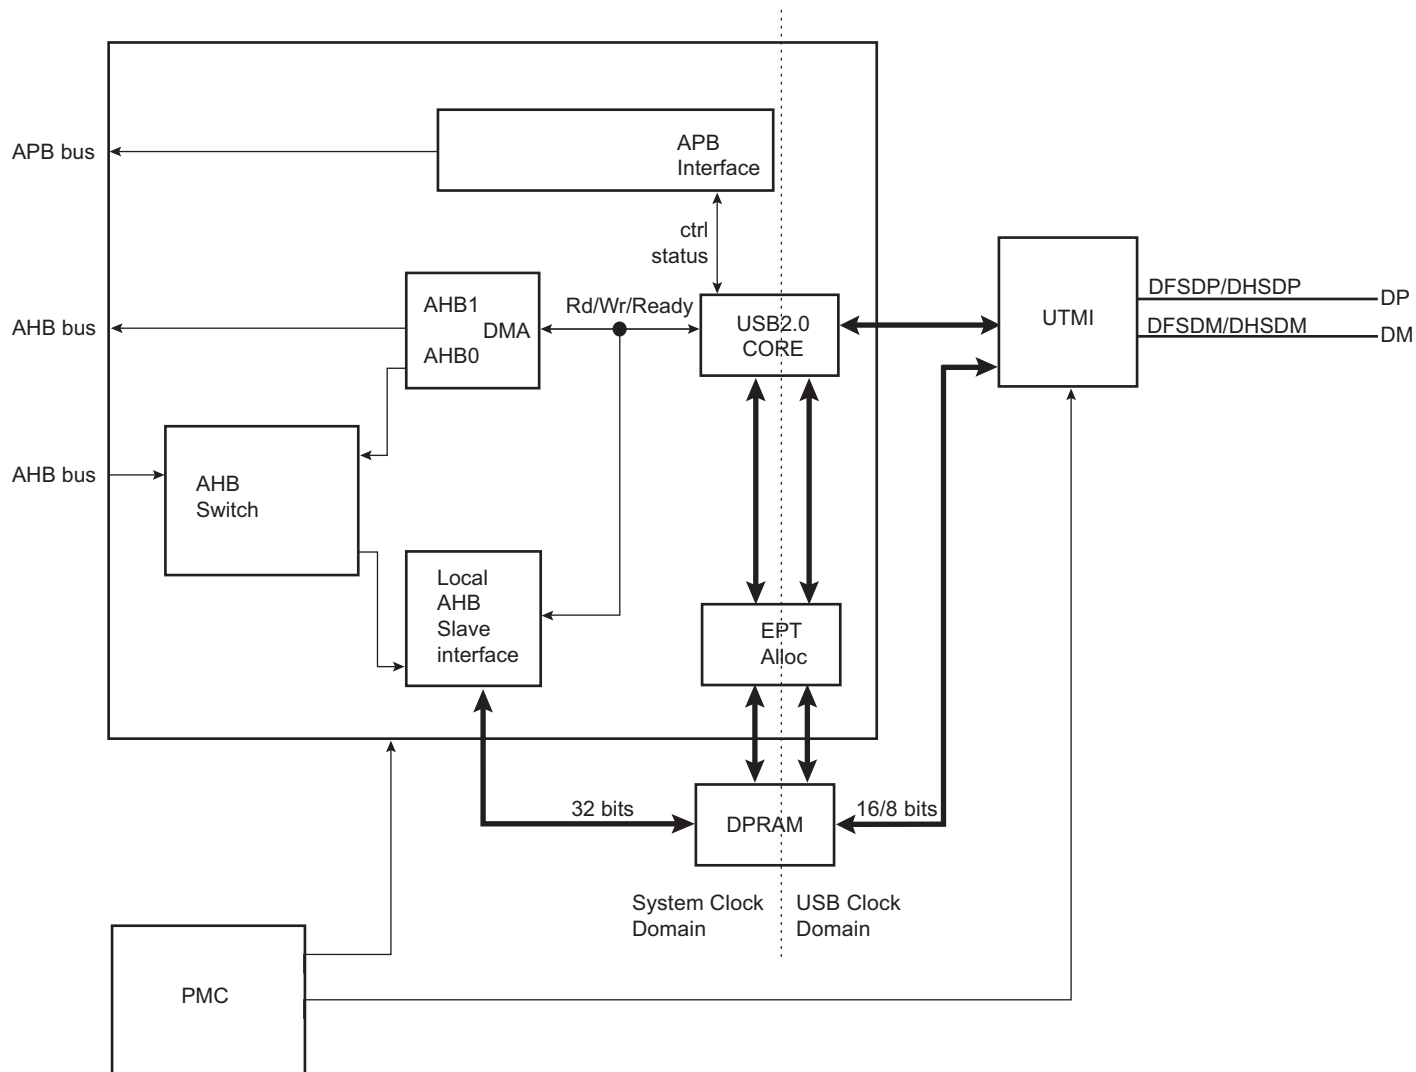 APB bus
APB
Interface
ctrl
status
AHB bus
AHB1
DMA
AHB0
Rd/Wr/Ready
USB2.0
CORE
UTMI
DFSDP/DHSDP
DP
DFSDM/DHSDM
DM
AHB bus
AHB
Switch
Local
AHB
Slave
interface
EPT
Alloc
32 bits
DPRAM
16/8 bits
System Clock
Domain
USB Clock
Domain
PMC